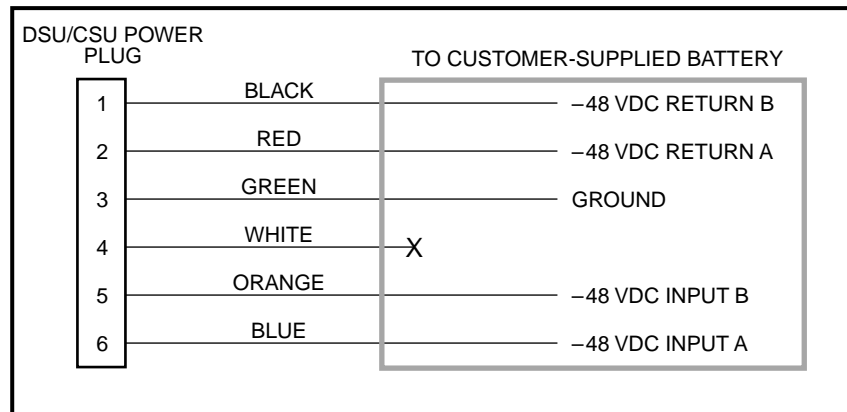 DSU/CSU POWER
PLUG
TO CUSTOMER-SUPPLIED BATTERY
1 BLACK –48 VDC RETURN B
2 RED –48 VDC RETURN A
3 GREEN GROUND
4 WHITE X
5 ORANGE –48 VDC INPUT B
6 BLUE –48 VDC INPUT A